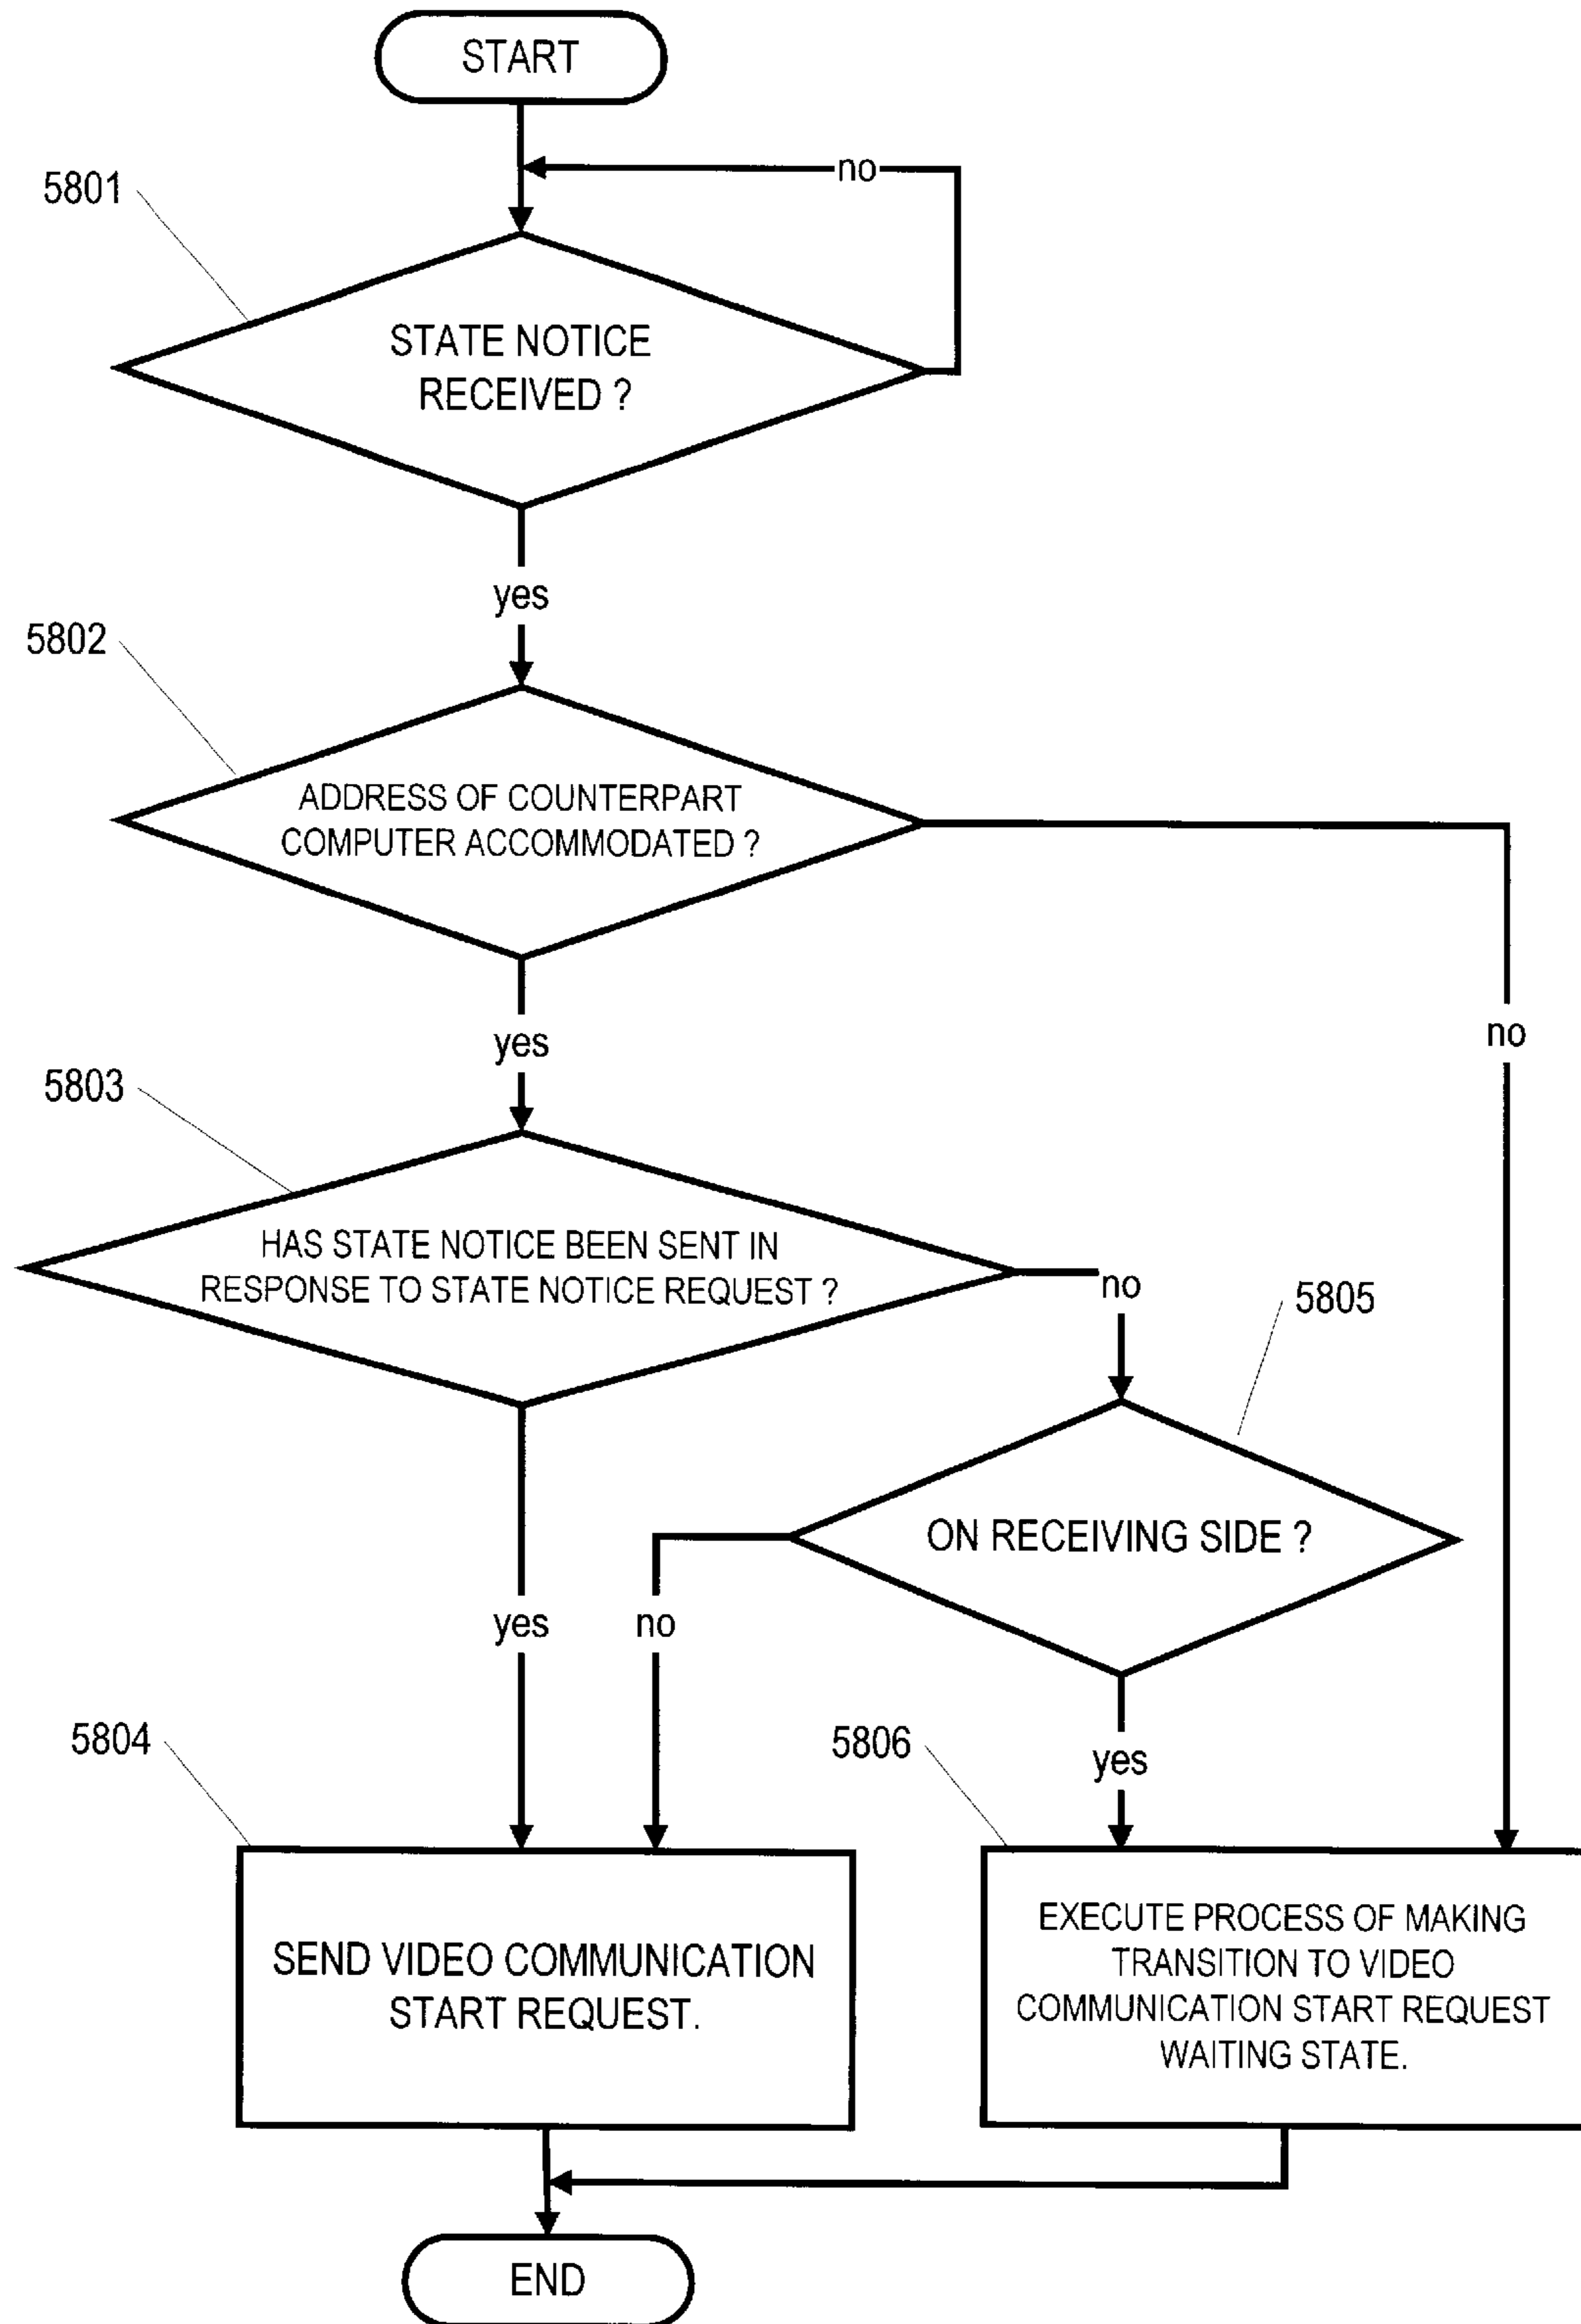 START
no
5801
STATE NOTICE
RECEIVED ?
yes
5802
ADDRESS OF COUNTERPART
COMPUTER ACCOMMODATED ?
no
yes
5803
HAS STATE NOTICE BEEN SENT IN
RESPONSE TO STATE NOTICE REQUEST ?
no
5805
ON RECEIVING SIDE ?
yes
no
5804
5806
yes
SEND VIDEO COMMUNICATION
START REQUEST.
EXECUTE PROCESS OF MAKING
TRANSITION TO VIDEO
COMMUNICATION START REQUEST
WAITING STATE.
END